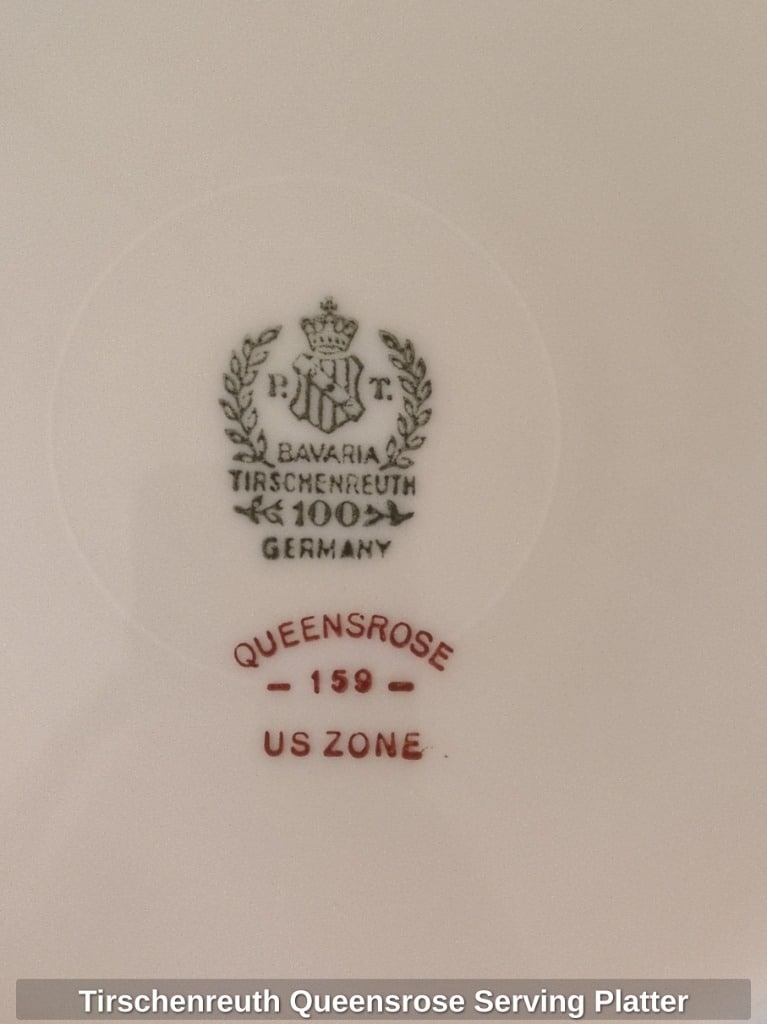 P. T.
BAVARIA
TIRSCHENREUTH
100
GERMANY
QUEENSROSE
- 159 -
US ZONE
Tirschenreuth Queensrose Serving Platter